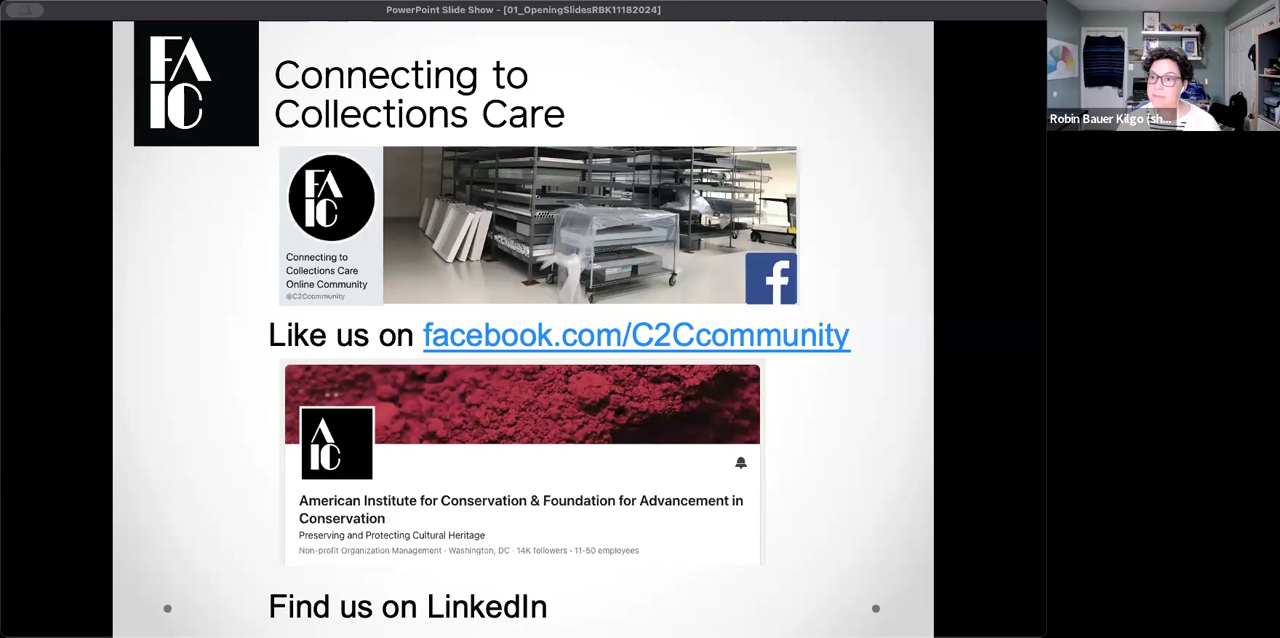 PowerPoint Slide Show - [01_OpeningSlidesRBK11182024]
FA
IC
Connecting to
Collections Care
FA
IC
Connecting to
Collections Care
Online Community
@C2Ccommunity
f
Like us on facebook.com/C2Ccommunity
A
IC
American Institute for Conservation & Foundation for Advancement in
Conservation
Preserving and Protecting Cultural Heritage
Non-profit Organization Management · Washington, DC · 14K followers · 11-50 employees
Find us on LinkedIn
Robin Bauer Kilgo (sh...